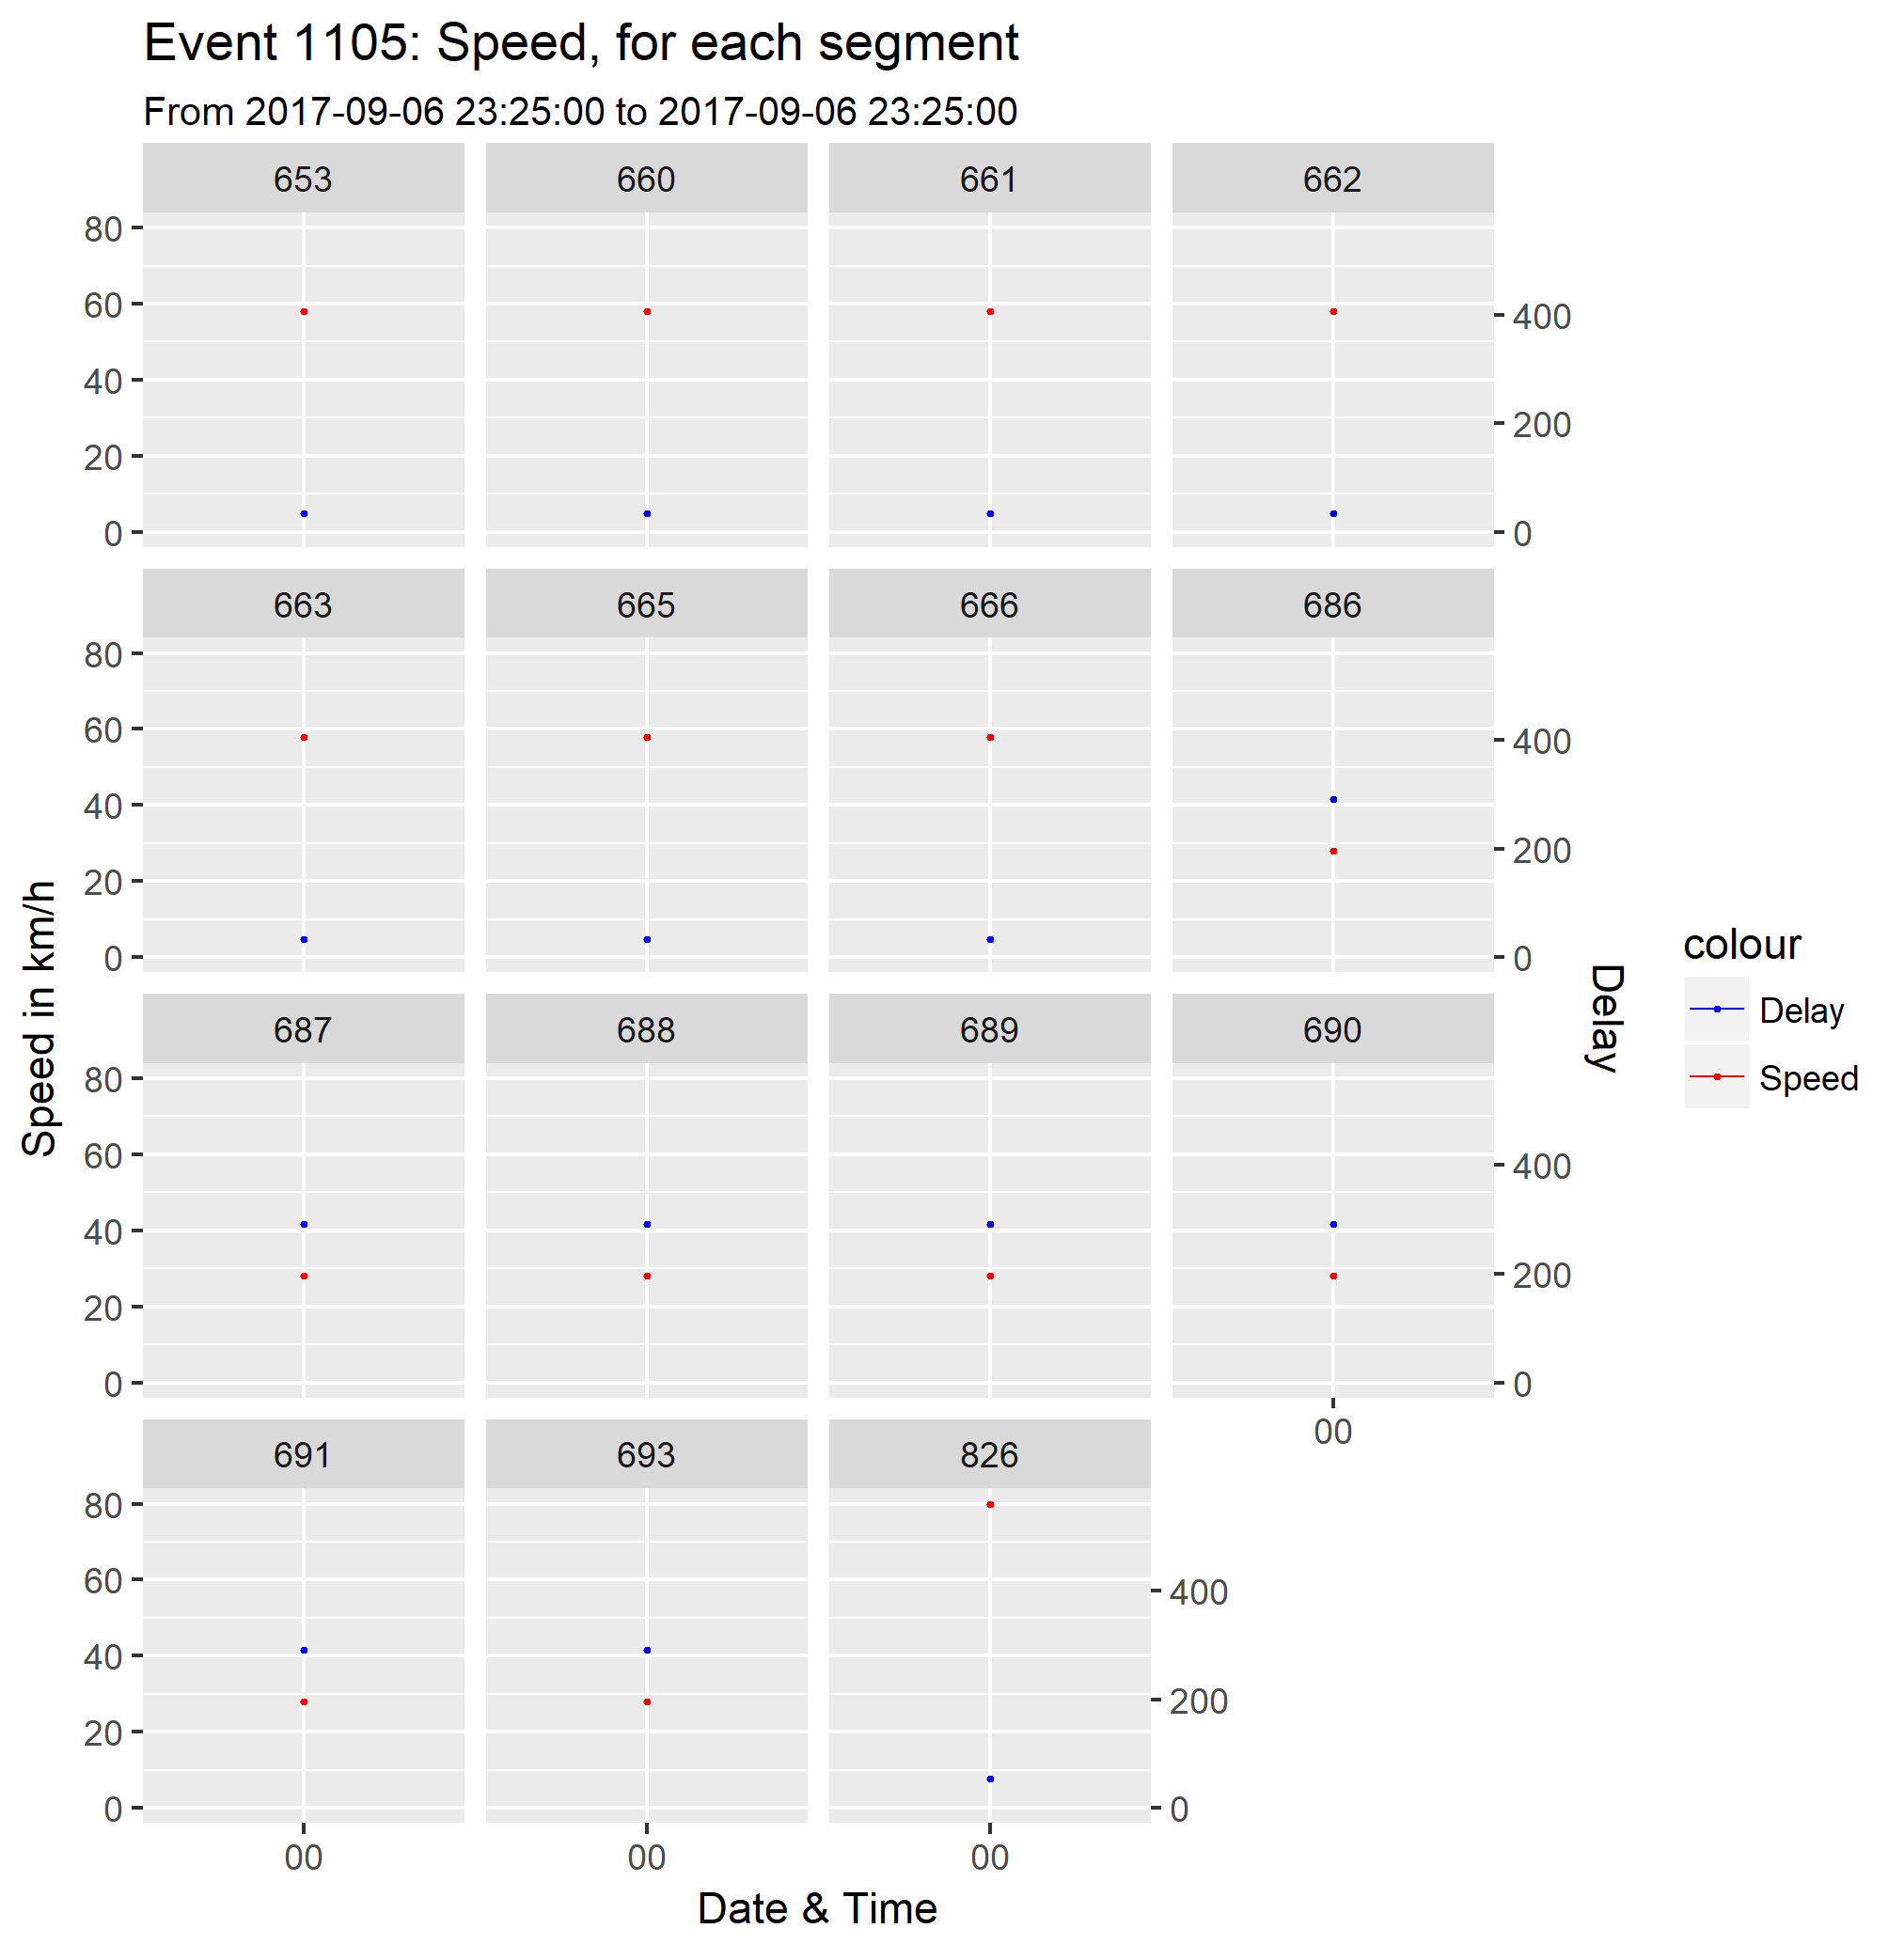 Event 1105: Speed, for each segment
From 2017-09-06 23:25:00 to 2017-09-06 23:25:00
653 660 661 662
80
60
40
20
0
400
200
0
663 665 666 686
80
60
40
20
0
400
200
0
687 688 689 690
80
60
40
20
0
400
200
0
00
691 693 826
80
60
40
20
0
400
200
0
00 00 00
Date & Time
Speed in km/h
Delay
colour
Delay
Speed